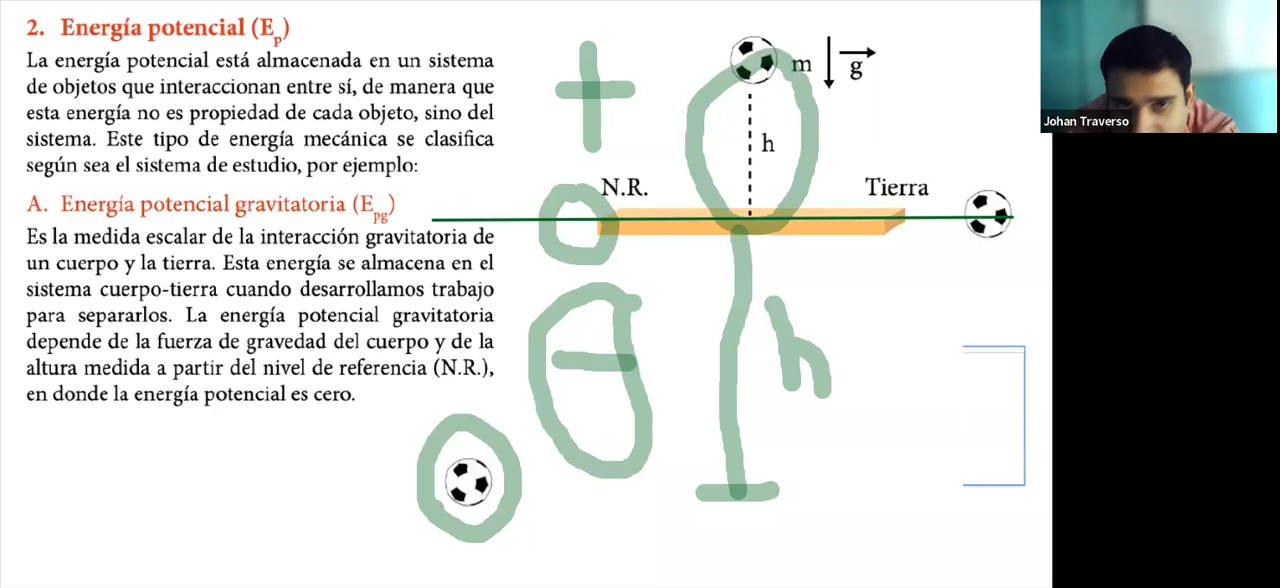 2. Energía potencial (Ep)
La energía potencial está almacenada en un sistema
de objetos que interaccionan entre sí, de manera que
esta energía no es propiedad de cada objeto, sino del
sistema. Este tipo de energía mecánica se clasifica
según sea el sistema de estudio, por ejemplo:
A. Energía potencial gravitatoria (Epg)
Es la medida escalar de la interacción gravitatoria de
un cuerpo y la tierra. Esta energía se almacena en el
sistema cuerpo-tierra cuando desarrollamos trabajo
para separarlos. La energía potencial gravitatoria
depende de la fuerza de gravedad del cuerpo y de la
altura medida a partir del nivel de referencia (N.R.),
en donde la energía potencial es cero.
+
m g
h
N.R. Tierra
0
-
h
Johan Traverso